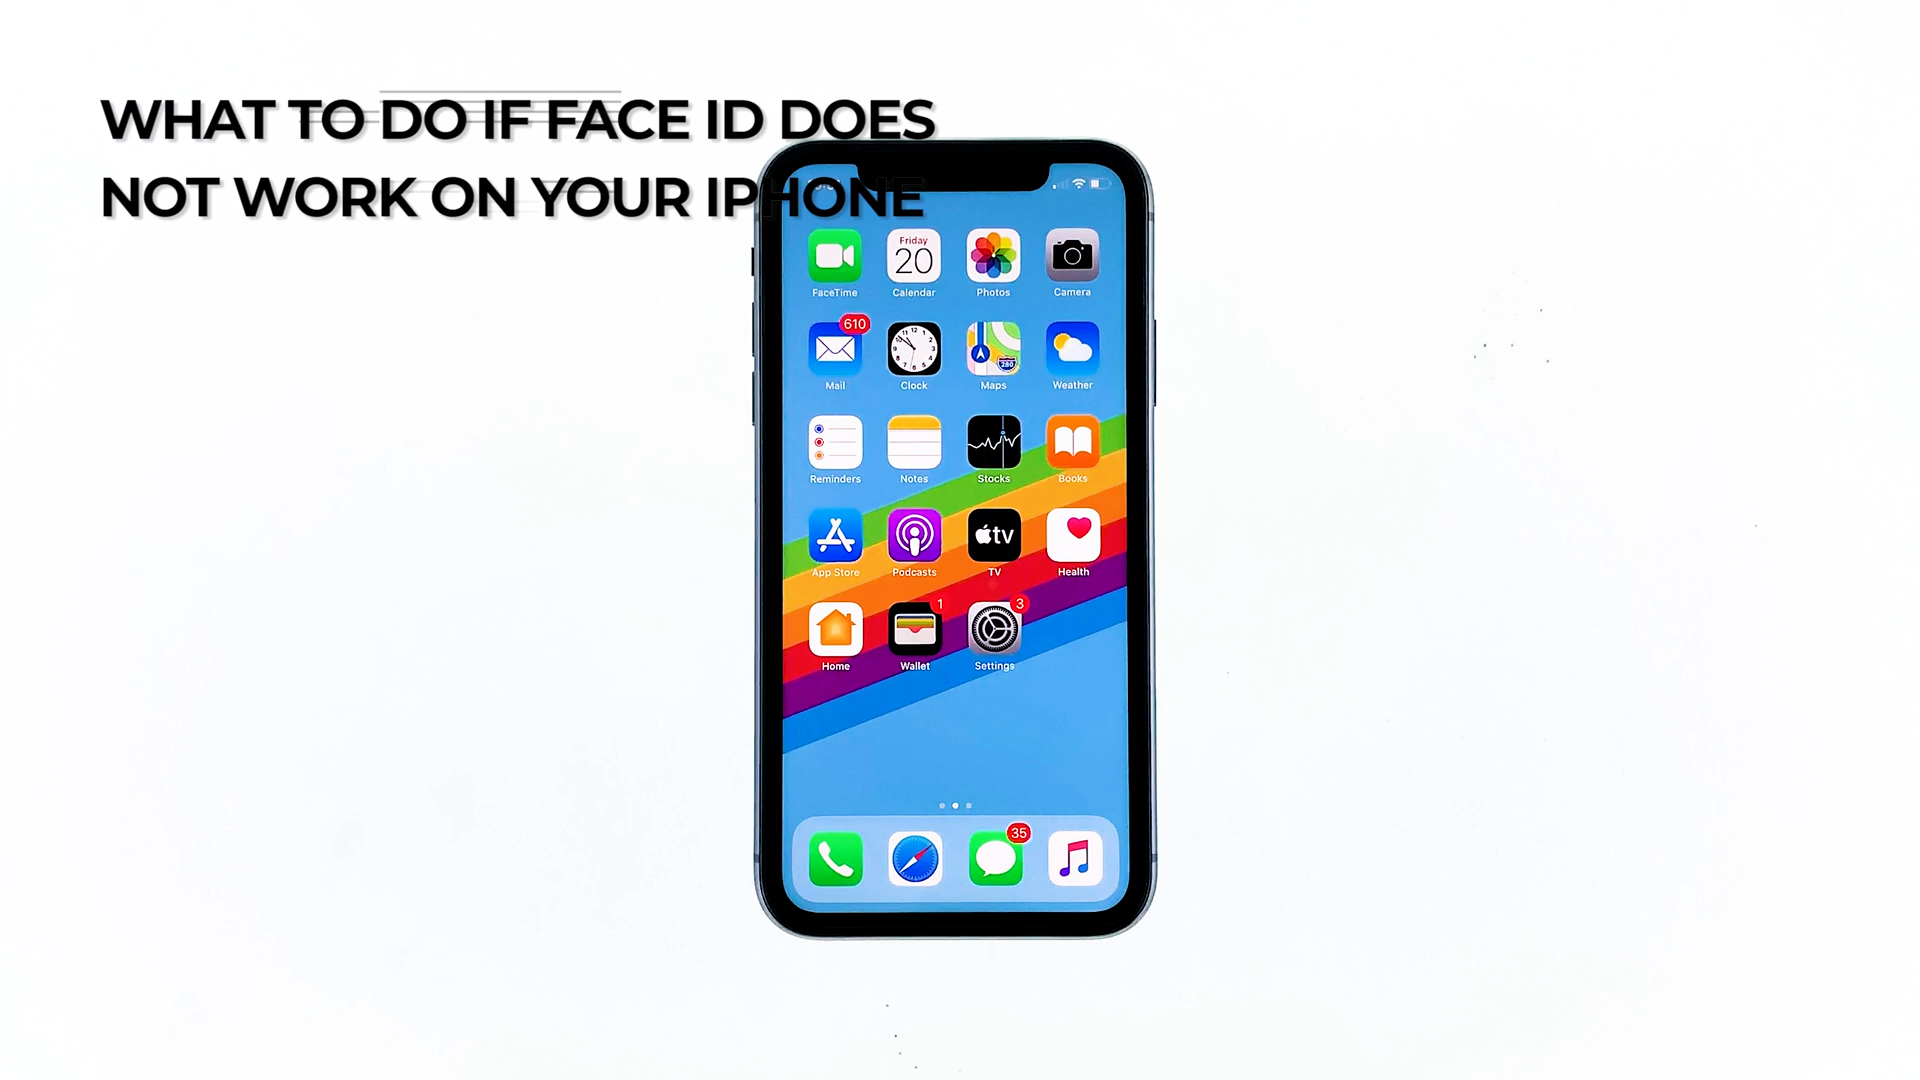 WHAT TO DO IF FACE ID DOES
NOT WORK ON YOUR IPHONE
Friday
20
FaceTime Calendar Photos Camera
610
280
Mail Clock Maps Weather
Reminders Notes Stocks Books
tv
App Store Podcasts TV Health
1 3
Home Wallet Settings
35